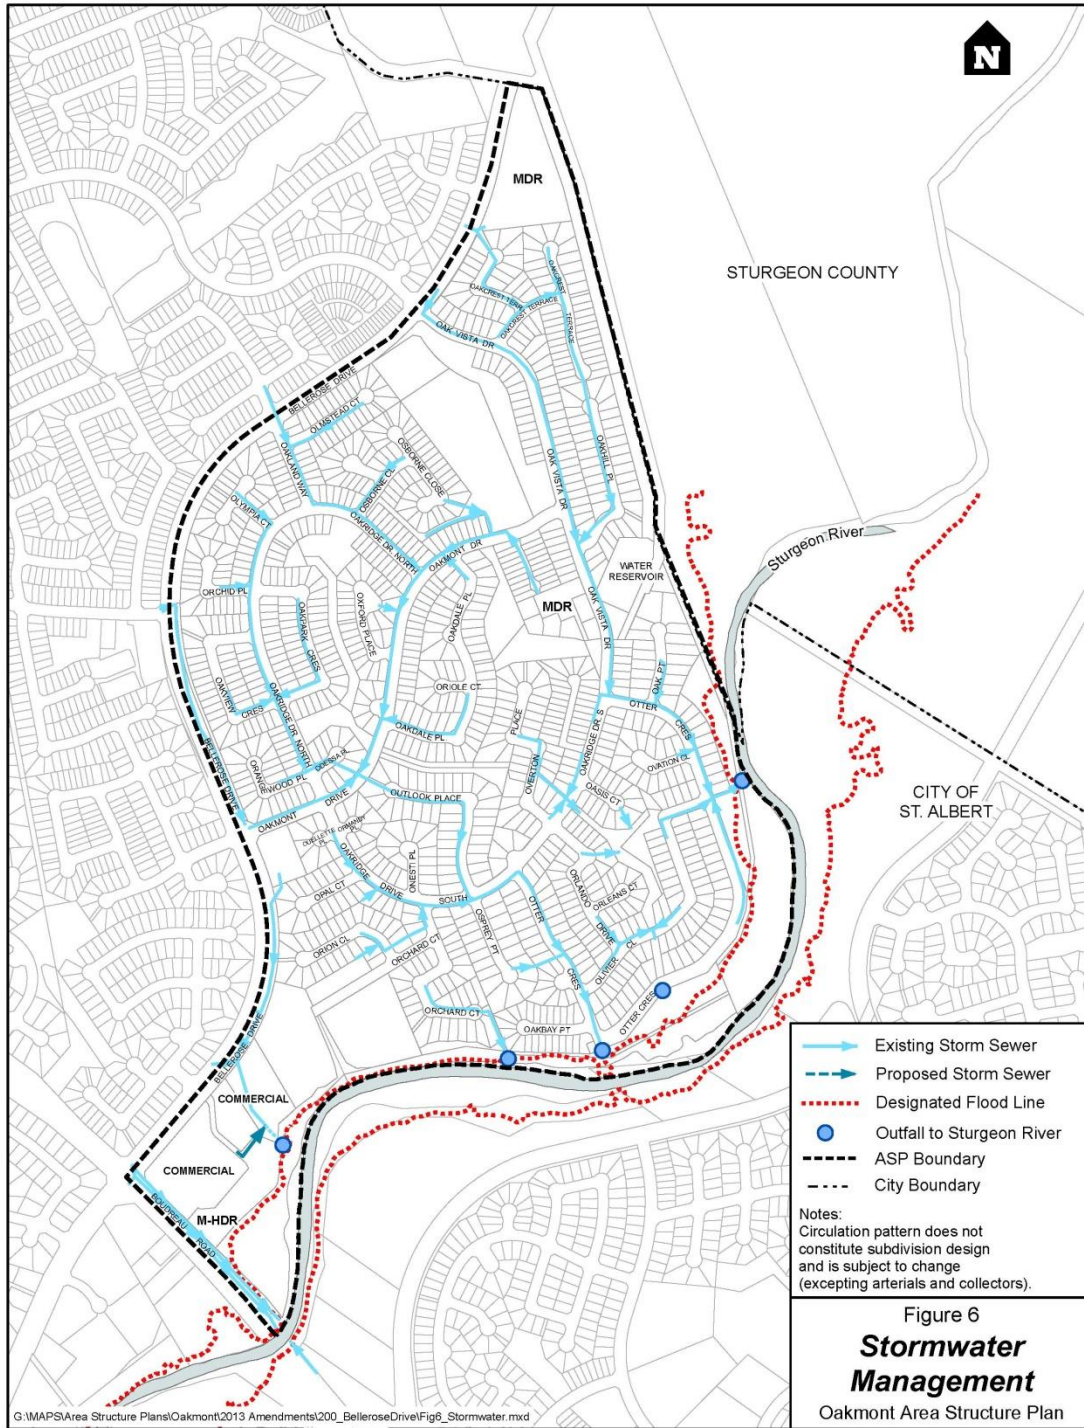 N
MDR
STURGEON COUNTY
OAKCREST TERR
OAKCREST TERRACE
OAKCREST
TERRACE
OAK VISTA DR
BELLEROSE DRIVE
OLMSTEAD CT
OAKLAND WAY
OSBORNE CL
OSBORNE CLOSE
OAK VISTA DR
OAKHILL PL
OLYMPIA CT
OAKRIDGE DR NORTH
OAKMONT DR
Sturgeon River
WATER
RESERVOIR
ORCHID PL
OAKPARK
CRES
OXFORD PLACE
OAKDALE PL
MDR
OAK VISTA DR
OAKVIEW
CRES
OAKRIDGE DR NORTH
ORIOLE CT
OAK PT
OTTER
CRES
OAKDALE PL
PLACE
OVERTON
OAKRIDGE DR S
OVATION CL
BELLEROSE DRIVE
ORANGE
WOOD PL
ODESSA PL
OAKMONT DRIVE
OUTLOOK PLACE
OASIS CT
CITY OF
ST. ALBERT
OUELLETTE
PL
ORMANDY
PL
OAKRIDGE DRIVE SOUTH
ONESTI PL
OPAL CT
ORLANDO
DRIVE
ORLEANS CT
OTTER
CRES
OSPREY PT
ORION CL
ORCHARD CT
OLIVIER
CL
ORCHARD CT
OAKBAY PT
OTTER CRES
BELLEROSE DRIVE
COMMERCIAL
COMMERCIAL
M-HDR
BOUDREAU ROAD
Existing Storm Sewer
Proposed Storm Sewer
Designated Flood Line
Outfall to Sturgeon River
ASP Boundary
City Boundary
Notes:
Circulation pattern does not
constitute subdivision design
and is subject to change
(excepting arterials and collectors).
Figure 6
Stormwater
Management
Oakmont Area Structure Plan
G:\MAPS\Area Structure Plans\Oakmont\2013 Amendments\200_BelleroseDrive\Fig6_Stormwater.mxd